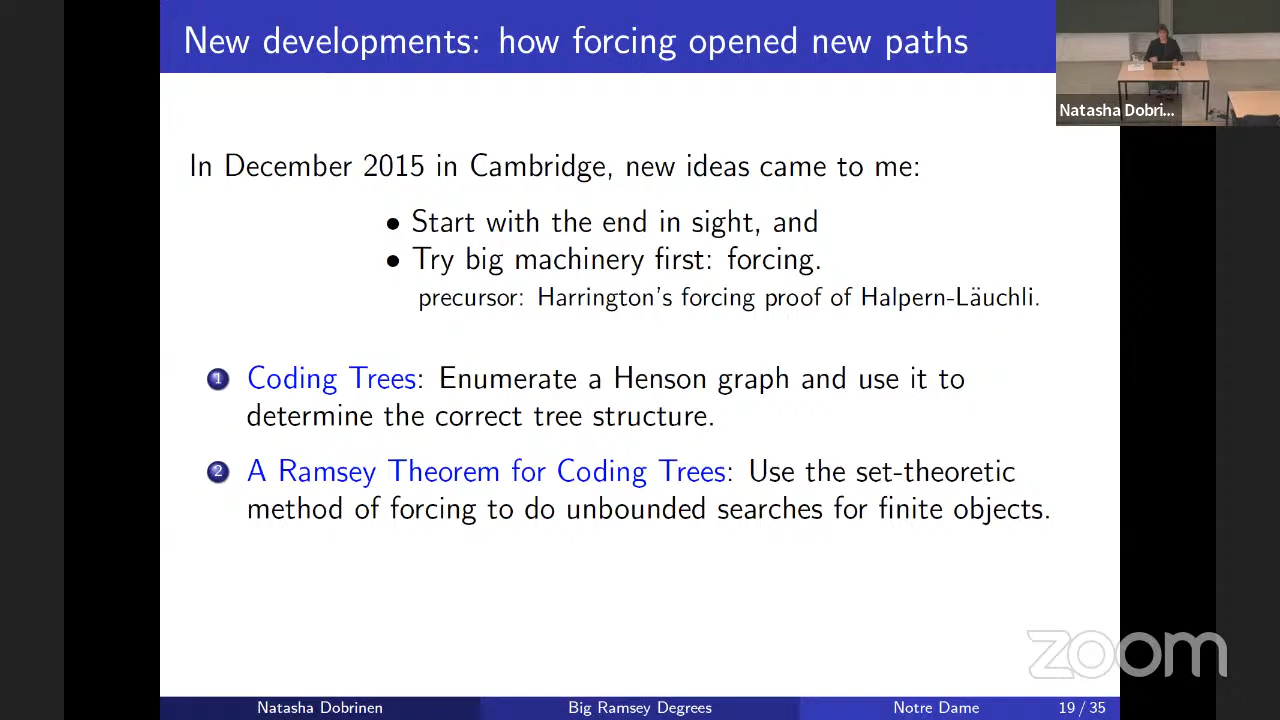 New developments: how forcing opened new paths
Natasha Dobri...
In December 2015 in Cambridge, new ideas came to me:
• Start with the end in sight, and
• Try big machinery first: forcing.
precursor: Harrington's forcing proof of Halpern-Läuchli.
1 Coding Trees: Enumerate a Henson graph and use it to
determine the correct tree structure.
2 A Ramsey Theorem for Coding Trees: Use the set-theoretic
method of forcing to do unbounded searches for finite objects.
zoom
Natasha Dobrinen Big Ramsey Degrees Notre Dame 19 / 35